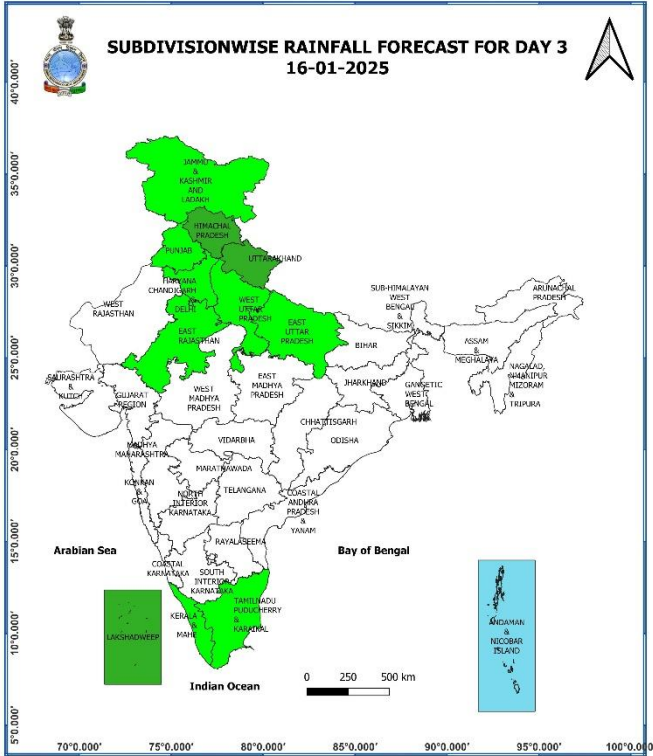 SUBDIVISIONWISE RAINFALL FORECAST FOR DAY 3
16-01-2025
40°0.000'
35°0.000'
30°0.000'
25°0.000'
20°0.000'
15°0.000'
10°0.000'
5°0.000'
JAMMU
&
KASHMIR
AND
LADAKH
HIMACHAL
PRADESH
PUNJAB
UTTARAKHAND
HARYANA
CHANDIGARH
DELHI
WEST
RAJASTHAN
WEST
UTTAR
PRADESH
EAST
RAJASTHAN
EAST
UTTAR
PRADESH
SUB-HIMALAYAN
WEST
BENGAL
&
SIKKIM
ARUNACHAL
PRADESH
BIHAR
ASSAM
&
MEGHALAYA
NAGALAD,
MANIPUR
MIZORAM
&
TRIPURA
SAURASHTRA
&
KUTCH
GUJARAT
REGION
WEST
MADHYA
PRADESH
EAST
MADHYA
PRADESH
JHARKHAND
GANGETIC
WEST
BENGAL
CHHATTISGARH
ODISHA
VIDARBHA
MADHYA
MAHARASHTRA
MARATHAWADA
KONKAN
&
GOA
NORTH
INTERIOR
KARNATAKA
TELANGANA
COASTAL
ANDHRA
PRADESH
&
YANAM
RAYALASEEMA
Arabian Sea
Bay of Bengal
COASTAL
KARNATAKA
SOUTH
INTERIOR
KARNATAKA
TAMILNADU
PUDUCHERRY
&
KARAIKAL
KERALA
&
MAHE
LAKSHADWEEP
ANDAMAN
&
NICOBAR
ISLAND
Indian Ocean
0 250 500 km
70°0.000' 75°0.000' 80°0.000' 85°0.000' 90°0.000' 95°0.000' 100°0.000'